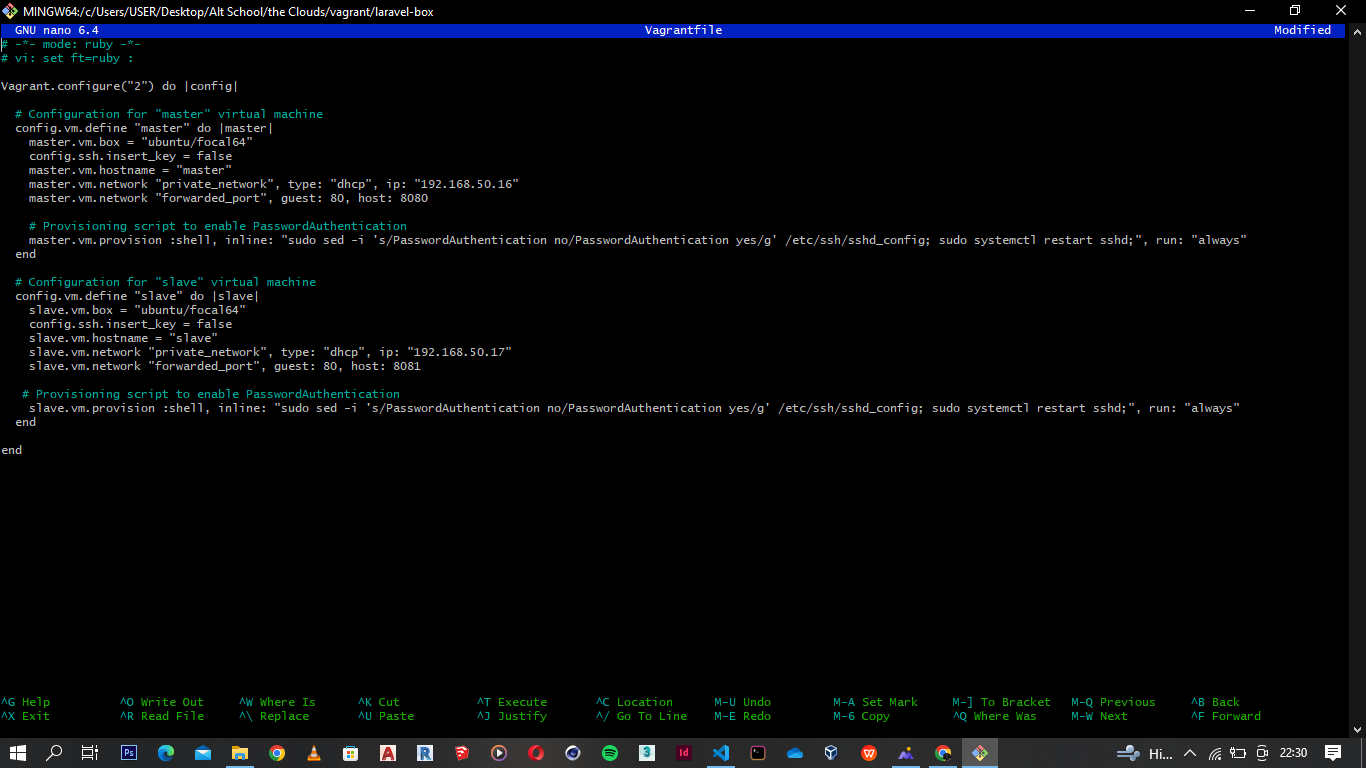 MINGW64:/c/Users/USER/Desktop/Alt School/the Clouds/vagrant/laravel-box
GNU nano 6.4 Vagrantfile Modified
# -*- mode: ruby -*-
# vi: set ft=ruby :
Vagrant.configure("2") do |config|
# Configuration for "master" virtual machine
config.vm.define "master" do |master|
master.vm.box = "ubuntu/focal64"
config.ssh.insert_key = false
master.vm.hostname = "master"
master.vm.network "private_network", type: "dhcp", ip: "192.168.50.16"
master.vm.network "forwarded_port", guest: 80, host: 8080
# Provisioning script to enable PasswordAuthentication
master.vm.provision :shell, inline: "sudo sed -i 's/PasswordAuthentication no/PasswordAuthentication yes/g' /etc/ssh/sshd_config; sudo systemctl restart sshd;", run: "always"
end
# Configuration for "slave" virtual machine
config.vm.define "slave" do |slave|
slave.vm.box = "ubuntu/focal64"
config.ssh.insert_key = false
slave.vm.hostname = "slave"
slave.vm.network "private_network", type: "dhcp", ip: "192.168.50.17"
slave.vm.network "forwarded_port", guest: 80, host: 8081
# Provisioning script to enable PasswordAuthentication
slave.vm.provision :shell, inline: "sudo sed -i 's/PasswordAuthentication no/PasswordAuthentication yes/g' /etc/ssh/sshd_config; sudo systemctl restart sshd;", run: "always"
end
end
^G Help ^O Write Out ^W Where Is ^K Cut ^T Execute ^C Location M-U Undo M-A Set Mark M-] To Bracket M-Q Previous ^B Back
^X Exit ^R Read File ^\ Replace ^U Paste ^J Justify ^/ Go To Line M-E Redo M-6 Copy ^Q Where Was M-W Next ^F Forward
Ps A R 3 Id Hi... 22:30